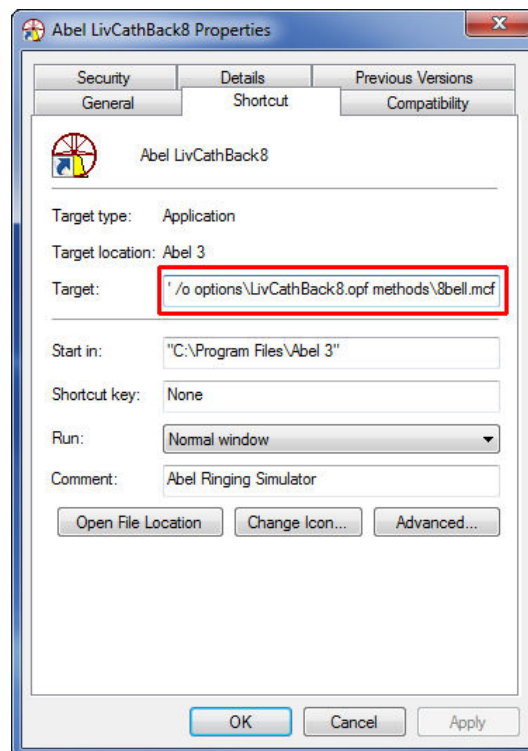 Abel LivCathBack8 Properties
Security Details Previous Versions
General Shortcut Compatibility
Abel LivCathBack8
Target type: Application
Target location: Abel 3
Target: ' /o options\LivCathBack8.opf methods\8bell.mcf
Start in: "C:\Program Files\Abel 3"
Shortcut key: None
Run: Normal window
Comment: Abel Ringing Simulator
Open File Location Change Icon... Advanced...
OK Cancel Apply